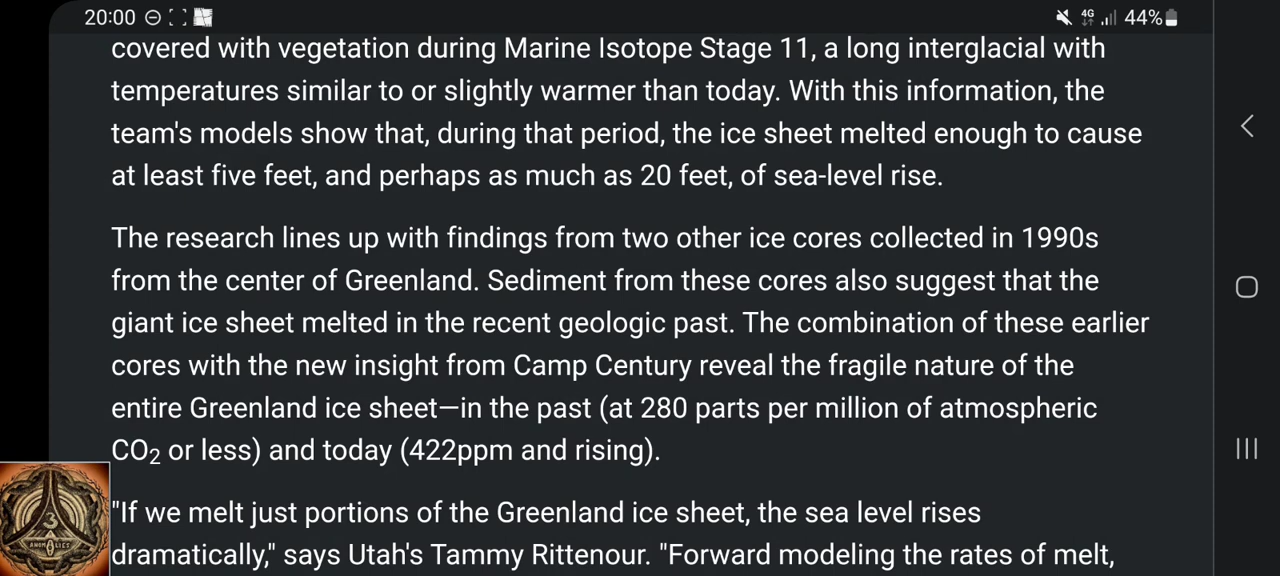 20:00
4G
44%
covered with vegetation during Marine Isotope Stage 11, a long interglacial with
temperatures similar to or slightly warmer than today. With this information, the
team's models show that, during that period, the ice sheet melted enough to cause
at least five feet, and perhaps as much as 20 feet, of sea-level rise.
The research lines up with findings from two other ice cores collected in 1990s
from the center of Greenland. Sediment from these cores also suggest that the
giant ice sheet melted in the recent geologic past. The combination of these earlier
cores with the new insight from Camp Century reveal the fragile nature of the
entire Greenland ice sheet—in the past (at 280 parts per million of atmospheric
CO₂ or less) and today (422ppm and rising).
"If we melt just portions of the Greenland ice sheet, the sea level rises
dramatically," says Utah's Tammy Rittenour. "Forward modeling the rates of melt,
3